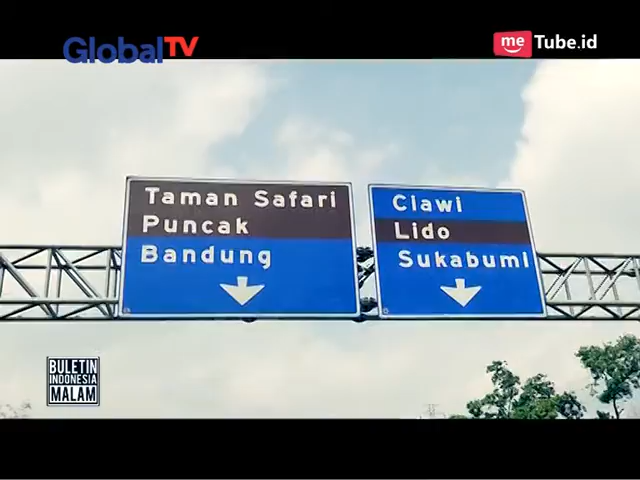 GlobalTV
me Tube.id
Taman Safari
Puncak
Bandung
Ciawi
Lido
Sukabumi
BULETIN
INDONESIA
MALAM